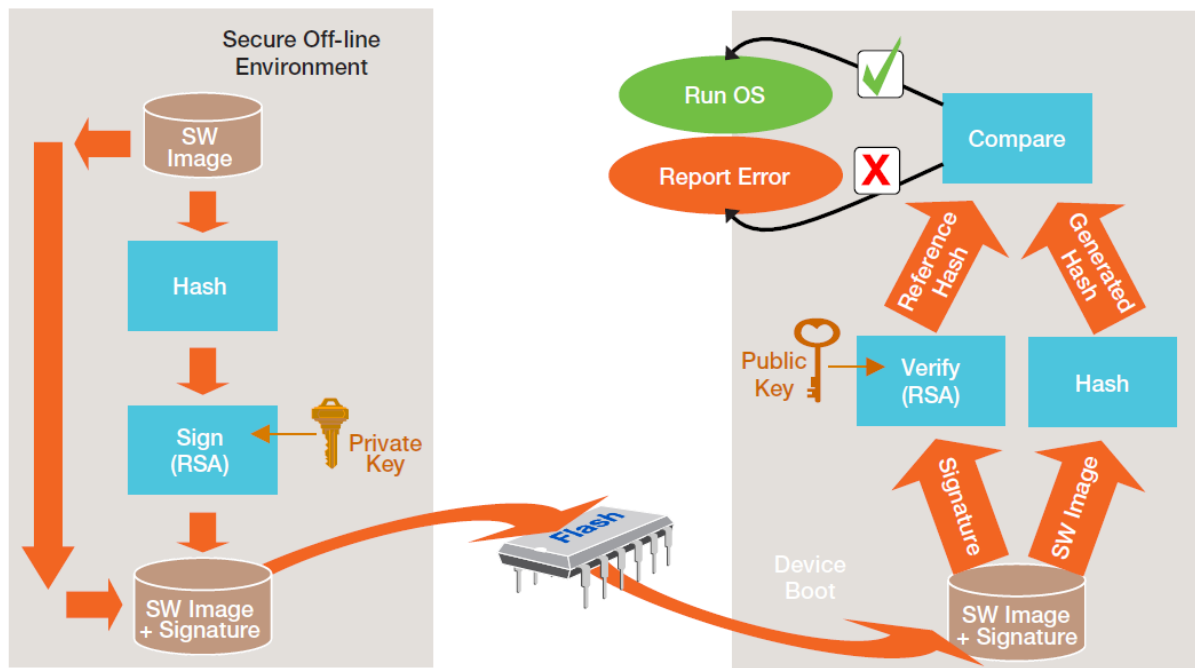 Secure Off-line
Environment
SW
Image
Hash
Sign
(RSA)
Private
Key
SW Image
+ Signature
Flash
Run OS
Report Error
X
Compare
Reference
Hash
Generated
Hash
Public
Key
Verify
(RSA)
Hash
Signature
SW Image
Device
Boot
SW Image
+ Signature